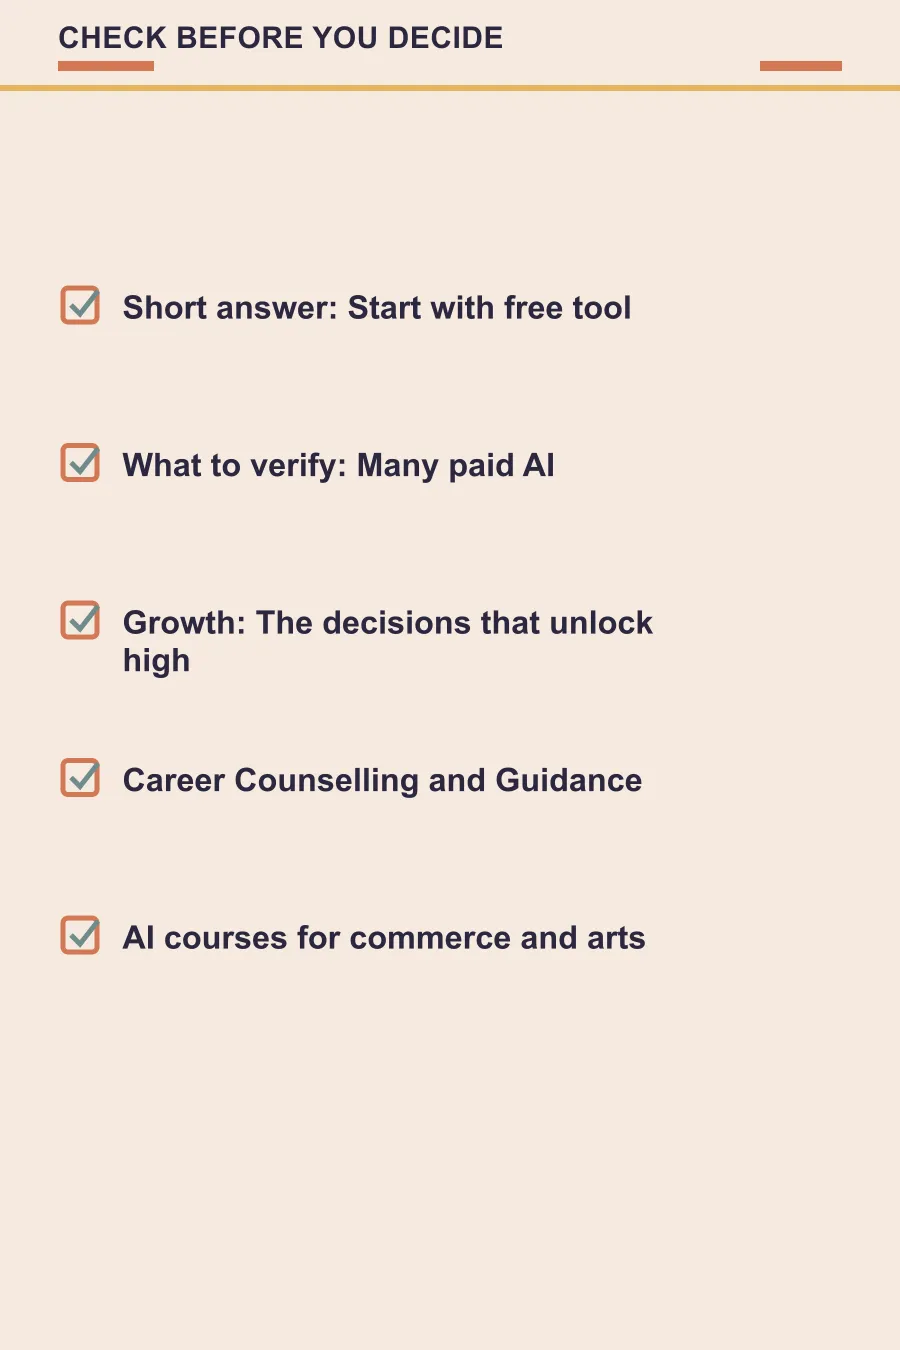 CHECK BEFORE YOU DECIDE
Short answer: Start with free tool
What to verify: Many paid AI
Growth: The decisions that unlock
high
Career Counselling and Guidance
AI courses for commerce and arts